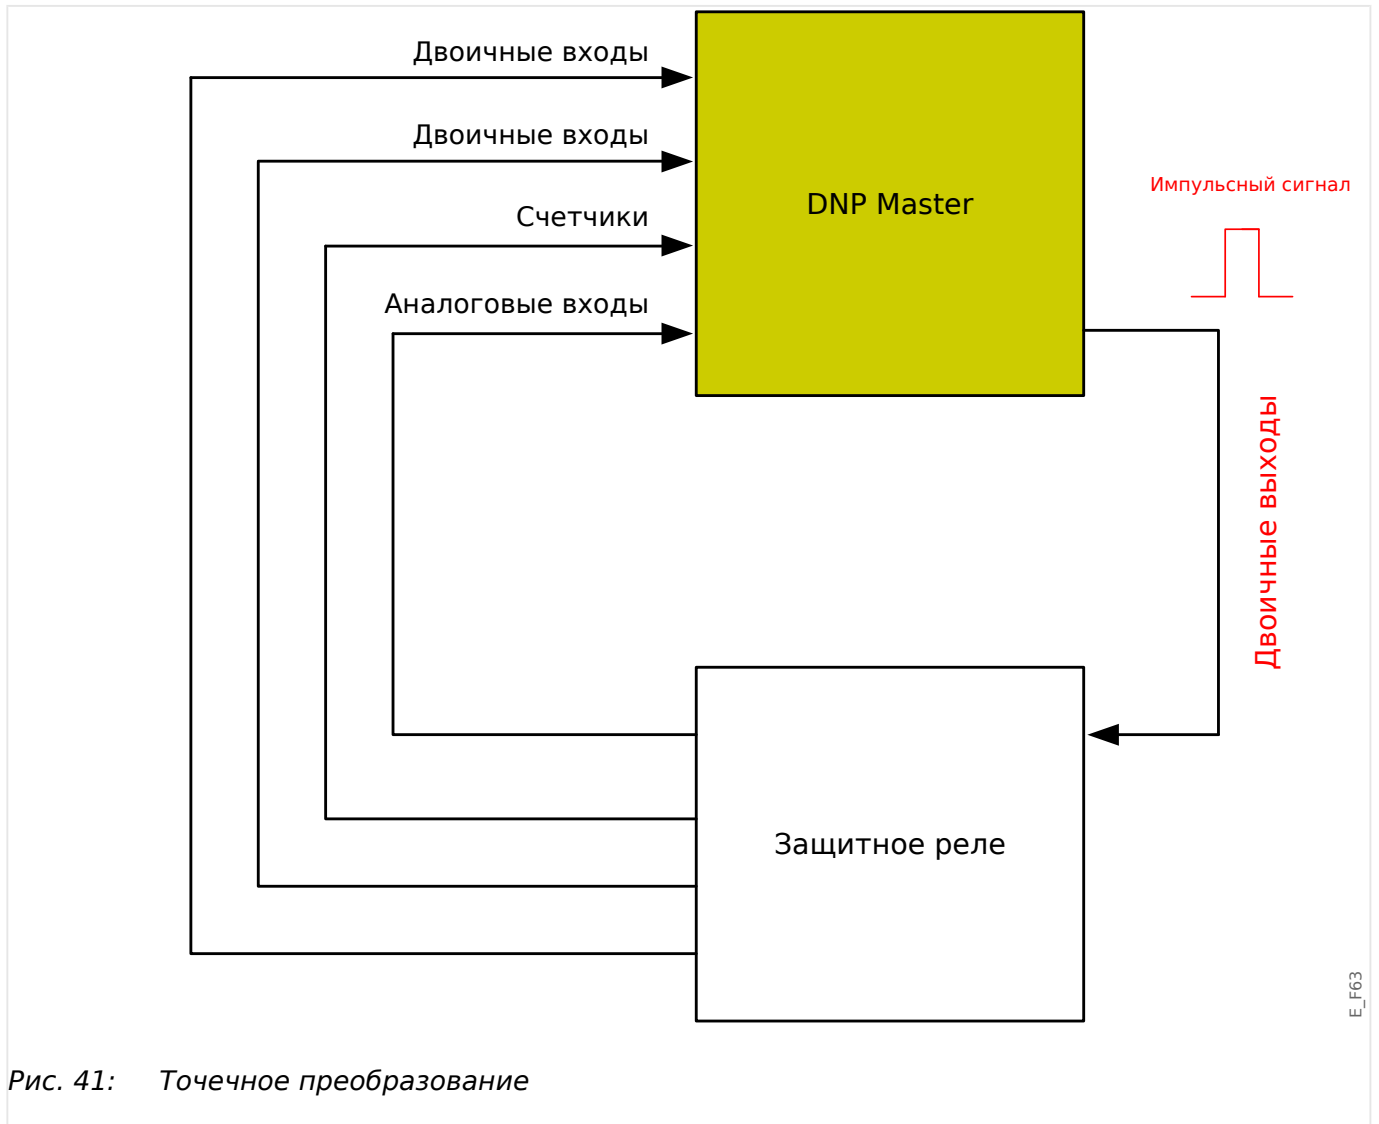 Двоичные входы
Двоичные входы
Счетчики
Аналоговые входы
DNP Master
Импульсный сигнал
Двоичные выходы
Защитное реле
E_F63
Рис. 41: Точечное преобразование